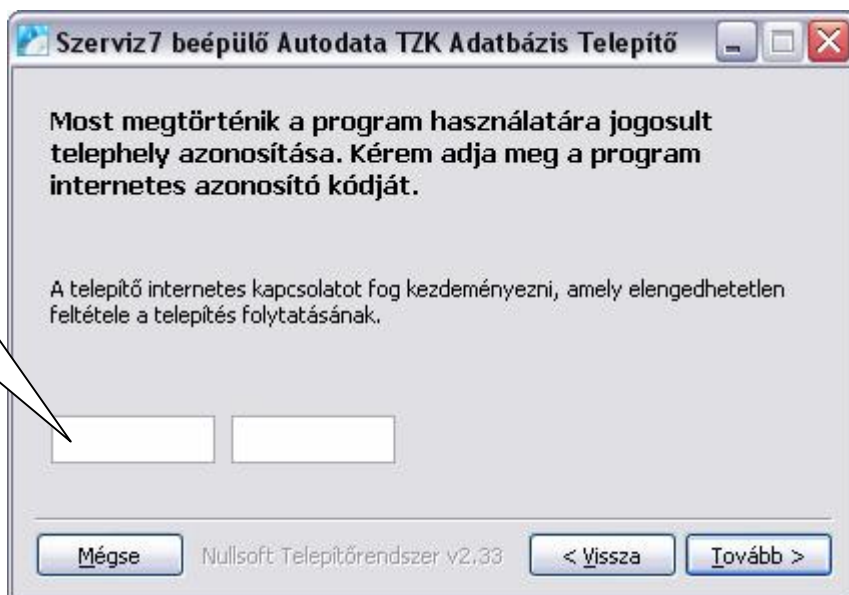 Szerviz7 beépülő Autodata TZK Adatbázis Telepítő
Most megtörténik a program használatára jogosult
telephely azonosítása. Kérem adja meg a program
internetes azonosító kódját.
A telepítő internetes kapcsolatot fog kezdeményezni, amely elengedhetetlen
feltétele a telepítés folytatásának.
Mégse Nullsoft Telepítőrendszer v2.33 < Vissza Tovább >